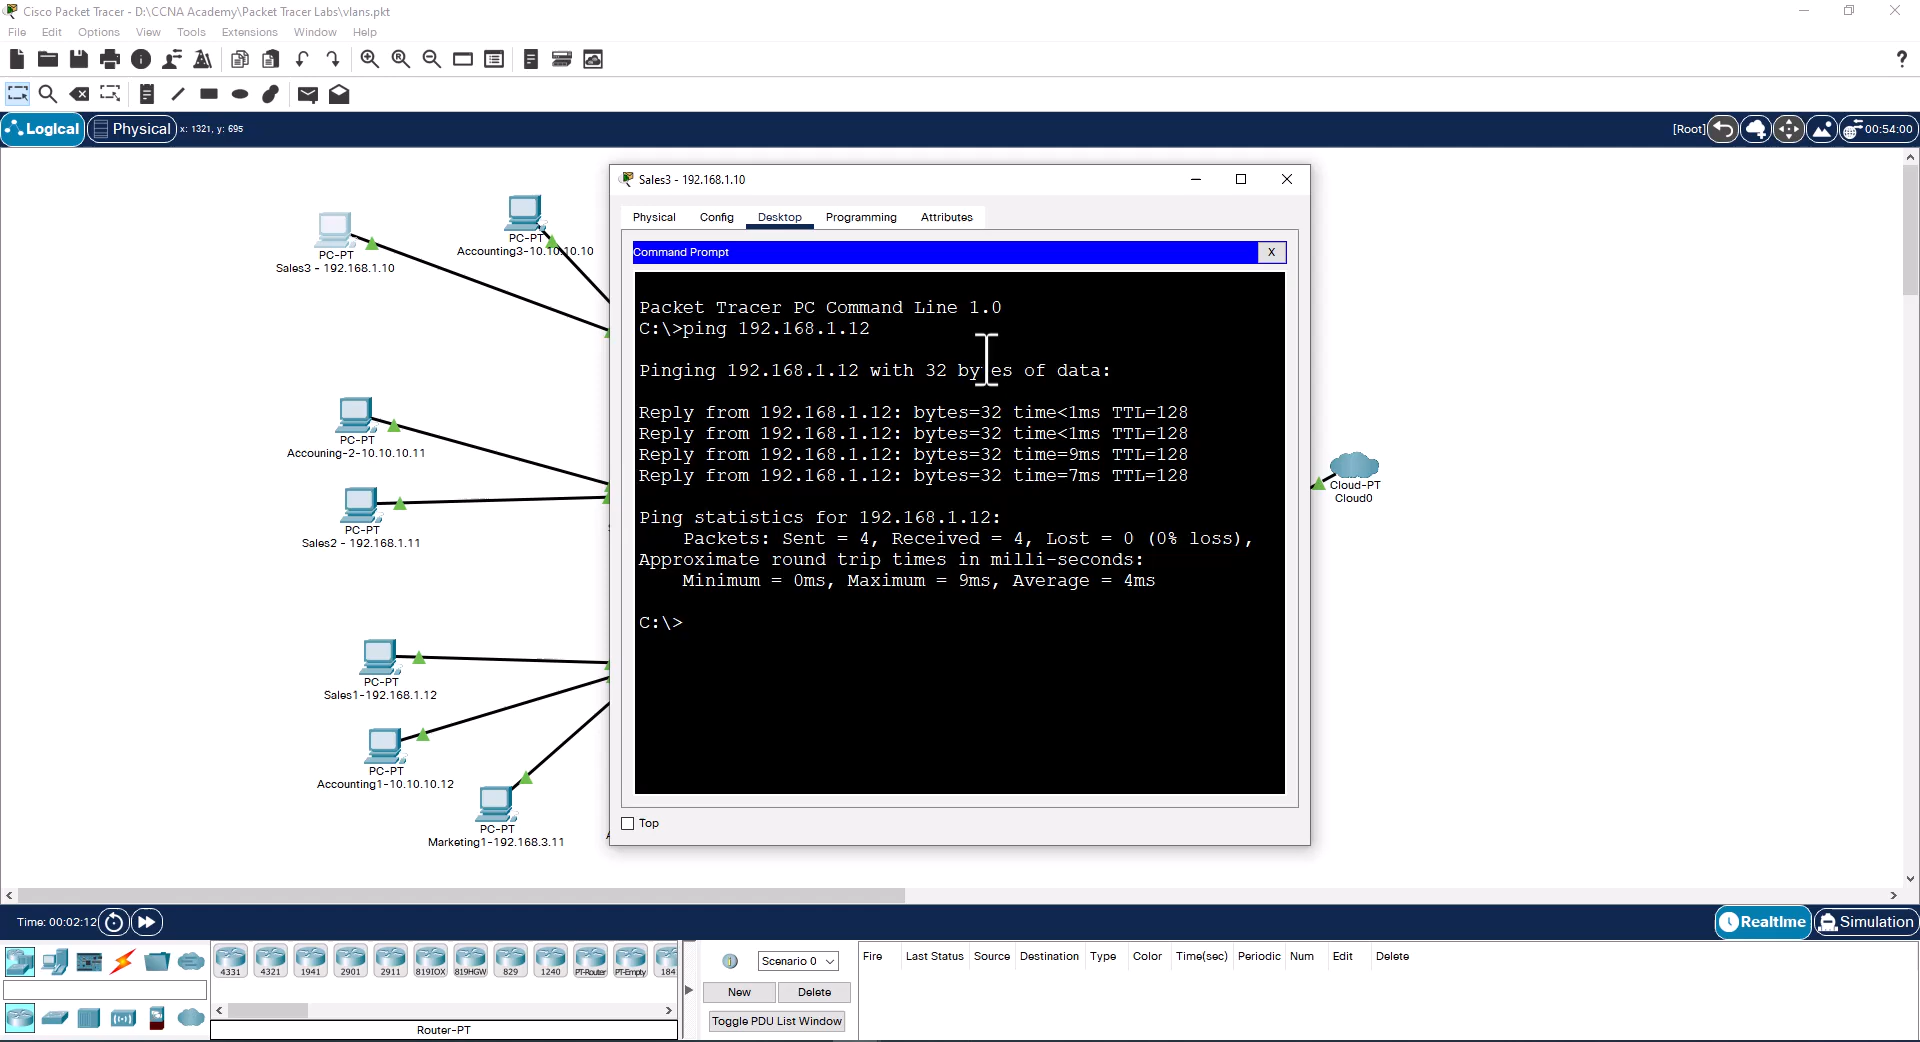 Cisco Packet Tracer - D:\CCNA Academy\Packet Tracer Labs\vlans.pkt
File Edit Options View Tools Extensions Window Help
?
Logical Physical x: 1321, y: 695 [Root] 00:54:00
Sales3 - 192.168.1.10
Physical Config Desktop Programming Attributes
Command Prompt X
Packet Tracer PC Command Line 1.0
C:\>ping 192.168.1.12
Pinging 192.168.1.12 with 32 bytes of data:
Reply from 192.168.1.12: bytes=32 time<1ms TTL=128
Reply from 192.168.1.12: bytes=32 time<1ms TTL=128
Reply from 192.168.1.12: bytes=32 time=9ms TTL=128
Reply from 192.168.1.12: bytes=32 time=7ms TTL=128
Ping statistics for 192.168.1.12:
Packets: Sent = 4, Received = 4, Lost = 0 (0% loss),
Approximate round trip times in milli-seconds:
Minimum = 0ms, Maximum = 9ms, Average = 4ms
C:\>
Top
PC-PT
Sales3 - 192.168.1.10
PC-PT
Accounting3-10.10.10.10
PC-PT
Accouning-2-10.10.10.11
PC-PT
Sales2 - 192.168.1.11
PC-PT
Sales1-192.168.1.12
PC-PT
Accounting1-10.10.10.12
PC-PT
Marketing1-192.168.3.11
Cloud-PT
Cloud0
Time: 00:02:12 Realtime Simulation
4331 4321 1941 2901 2911 819IOX 819HGW 829 1240 PT-Router PT-Empty 184
Router-PT
Scenario 0
New Delete
Toggle PDU List Window
Fire Last Status Source Destination Type Color Time(sec) Periodic Num Edit Delete